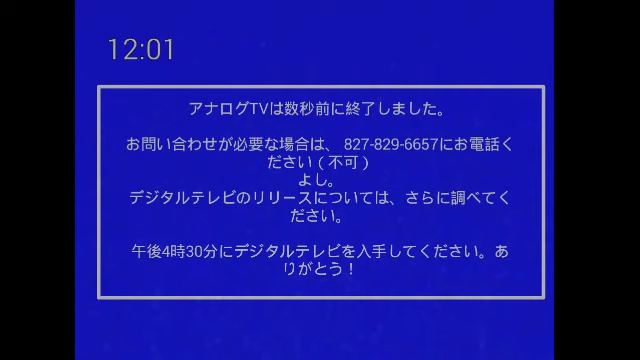 12:01
アナログTVは数秒前に終了しました。
お問い合わせが必要な場合は、 827-829-6657にお電話く
ださい（不可）
よし。
デジタルテレビのリリースについては、さらに調べてく
ださい。
午後4時30分にデジタルテレビを入手してください。あ
りがとう！